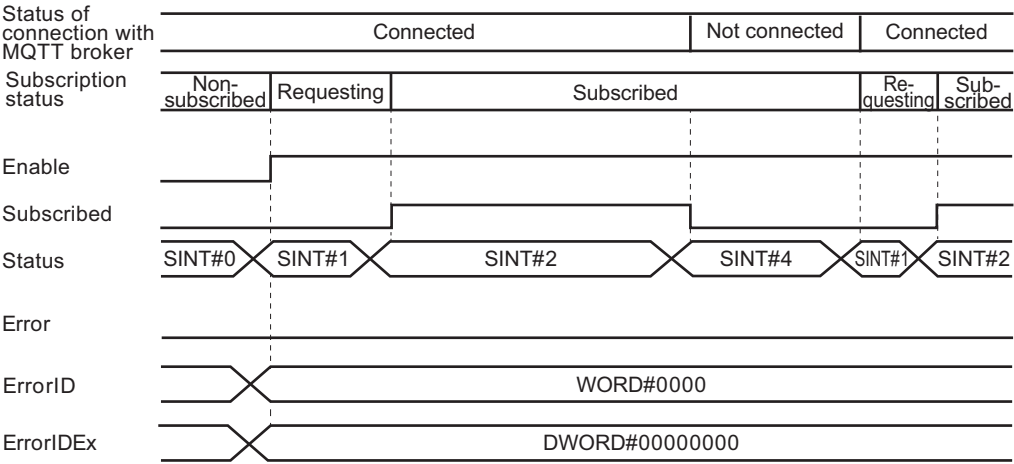 Status of
connection with
MQTT broker
Connected
Not connected
Connected
Subscription
status
Non-
subscribed
Requesting
Subscribed
Re-
questing
Sub-
scribed
Enable
Subscribed
Status
SINT#0
SINT#1
SINT#2
SINT#4
SINT#1
SINT#2
Error
ErrorID
WORD#0000
ErrorIDEx
DWORD#00000000